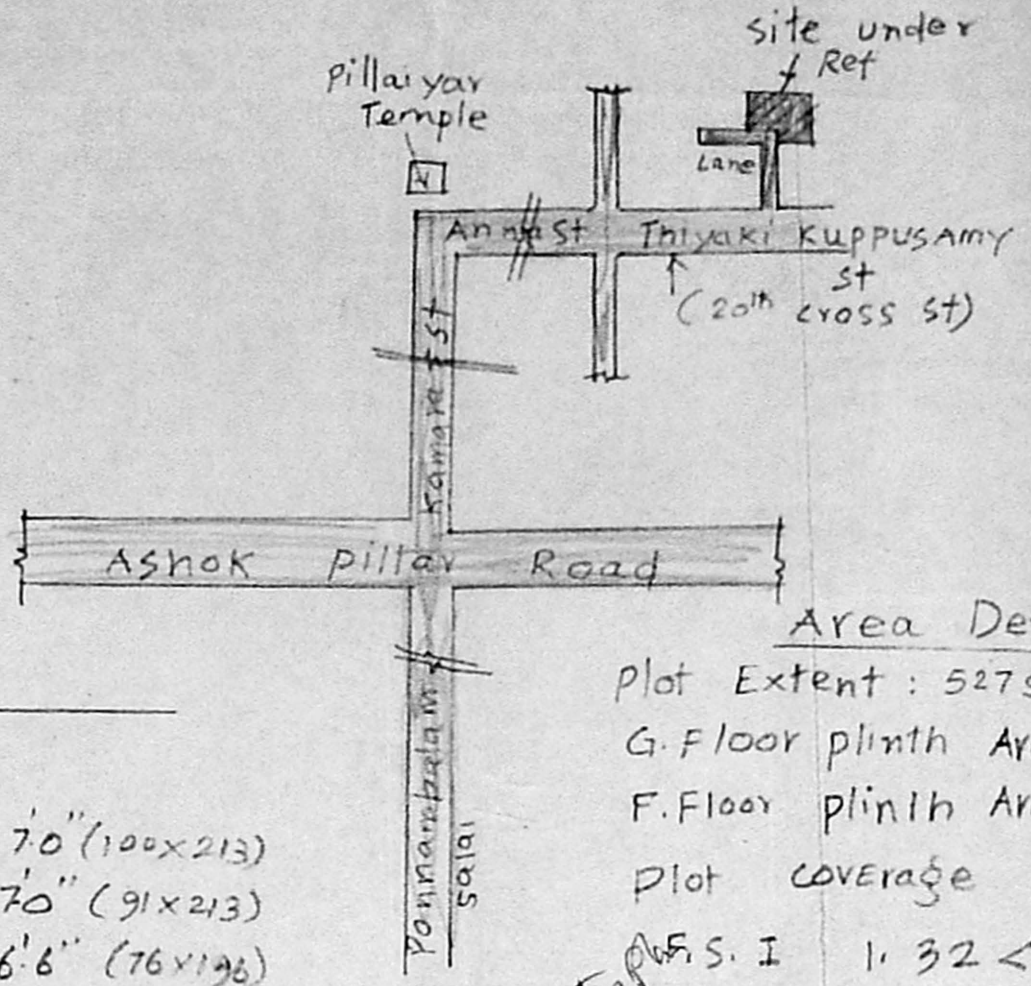 site under
Ref
Pillaiyar
Temple
Lane
Anna St
Thiyaki Kuppusamy
st
(20th cross st)
Kamaraj St
Ashok Pillar Road
Ponnambalam
Salai
Area De
Plot Extent : 527 s
G. Floor plinth Ar
F. Floor plinth Ar
Plot coverage
F. S. I 1.32 <
7'.0" (100x213)
7'0" (91x213)
6'.6" (76x196)